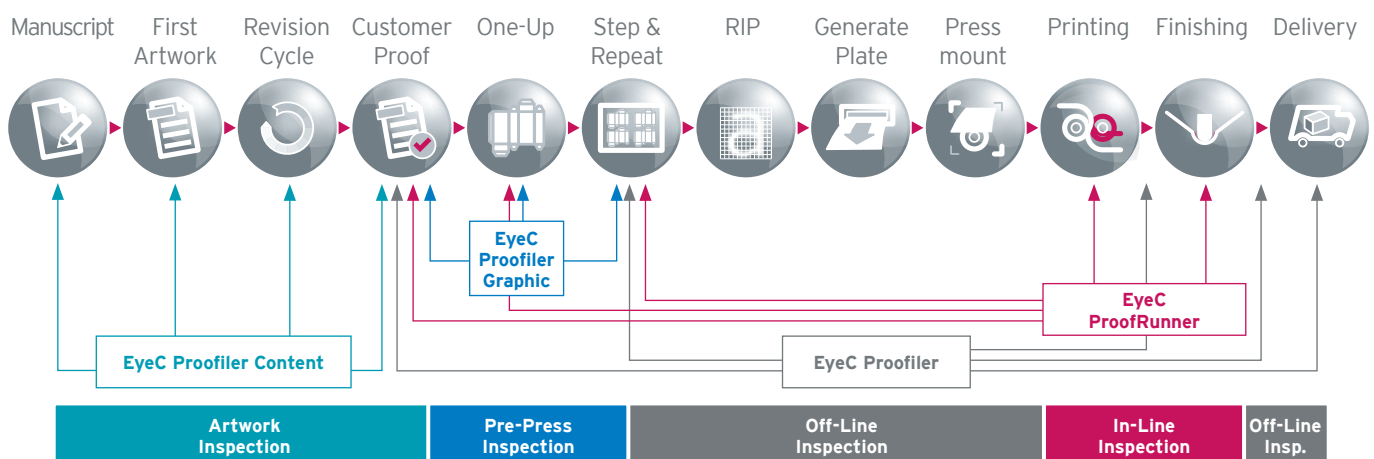 Manuscript
First
Artwork
Revision
Cycle
Customer
Proof
One-Up
Step &
Repeat
RIP
Generate
Plate
Press
mount
Printing
Finishing
Delivery
a
EyeC
Proofiler
Graphic
EyeC
ProofRunner
EyeC Proofiler Content
EyeC Proofiler
Artwork
Inspection
Pre-Press
Inspection
Off-Line
Inspection
In-Line
Inspection
Off-Line
Insp.